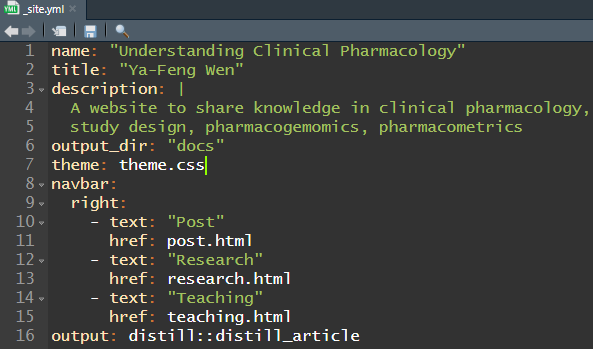 _site.yml
1 name: "Understanding Clinical Pharmacology"
2 title: "Ya-Feng Wen"
3 description: |
4 A website to share knowledge in clinical pharmacology,
5 study design, pharmacogemomics, pharmacometrics
6 output_dir: "docs"
7 theme: theme.css
8 navbar:
9 right:
10 - text: "Post"
11 href: post.html
12 - text: "Research"
13 href: research.html
14 - text: "Teaching"
15 href: teaching.html
16 output: distill::distill_article